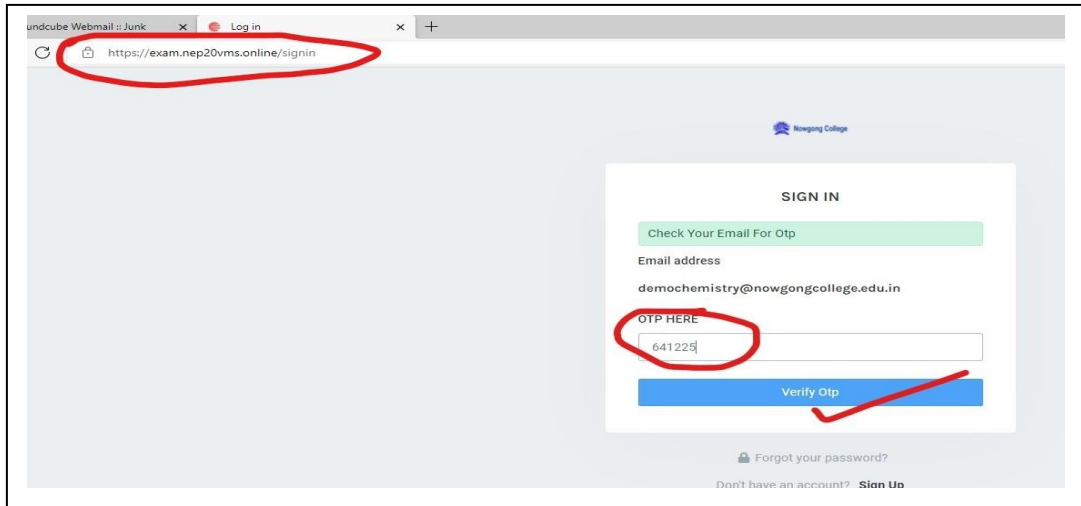 undcube Webmail :: Junk
Log in
https://exam.nep20vms.online/signin
Nowgong College
SIGN IN
Check Your Email For Otp
Email address
demochemistry@nowgongcollege.edu.in
OTP HERE
641225
Verify Otp
Forgot your password?
Don't have an account? Sign Up